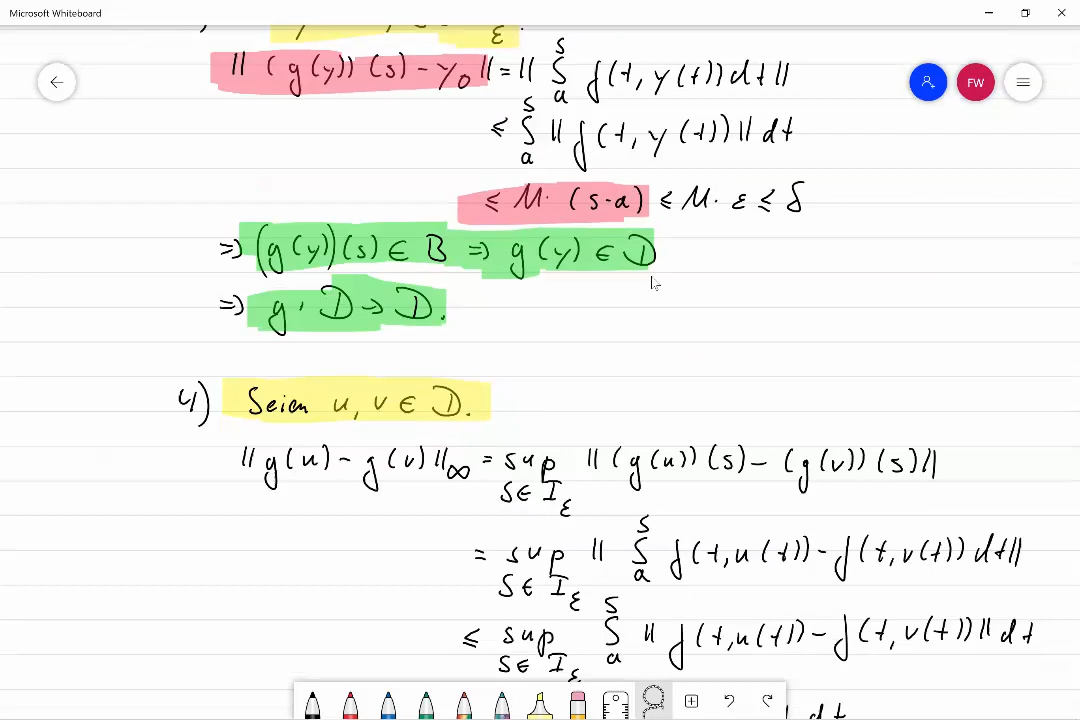 Microsoft Whiteboard
ε
FW
‖(g(y))(s) - y₀‖ = ‖ ∫ₐˢ f(t, y(t)) dt ‖
≤ ∫ₐˢ ‖ f(t, y(t)) ‖ dt
≤ M · (s-a) ≤ M · ε ≤ δ
⇒ (g(y))(s) ∈ B ⇒ g(y) ∈ D
⇒ g : D → D.
4) Seien u, v ∈ D.
‖g(u) - g(v)‖∞ = sup_{s ∈ I_ε} ‖(g(u))(s) - (g(v))(s)‖
= sup_{s ∈ I_ε} ‖ ∫ₐˢ f(t, u(t)) - f(t, v(t)) dt ‖
≤ sup_{s ∈ I_ε} ∫ₐˢ ‖ f(t, u(t)) - f(t, v(t)) ‖ dt
dt